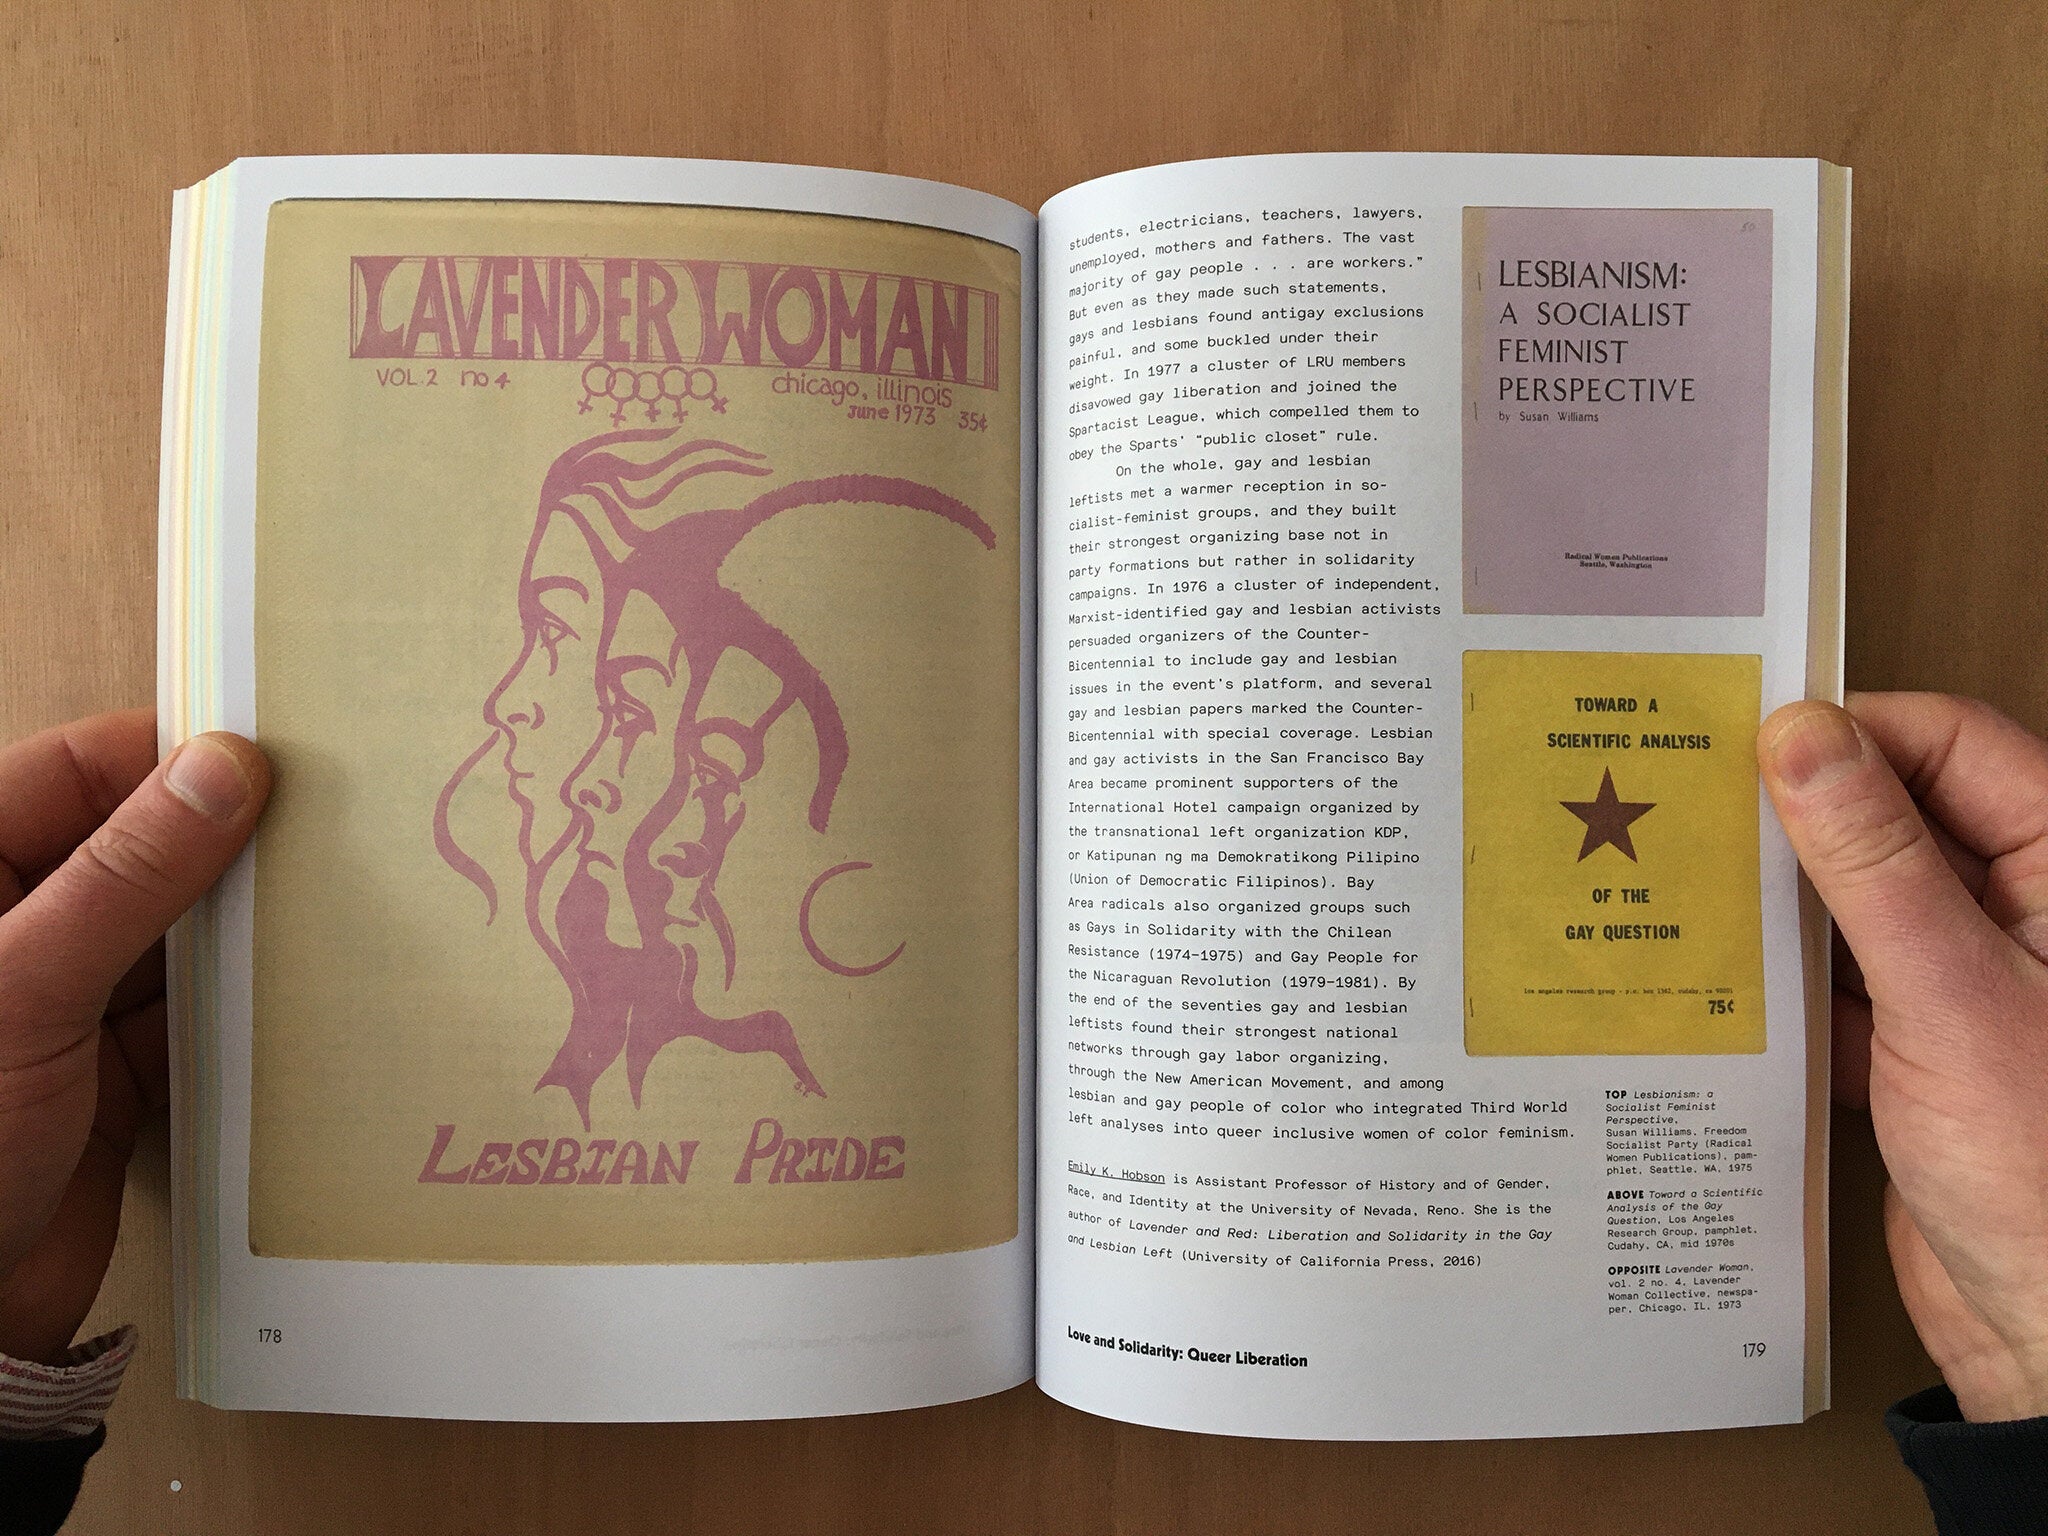 LAVENDER WOMAN
VOL. 2 no 4
chicago, illinois
June 1973 35¢
S.K.
LESBIAN PRIDE
178
students, electricians, teachers, lawyers,
unemployed, mothers and fathers. The vast
majority of gay people . . . are workers."
But even as they made such statements,
gays and lesbians found antigay exclusions
painful, and some buckled under their
weight. In 1977 a cluster of LRU members
disavowed gay liberation and joined the
Spartacist League, which compelled them to
obey the Sparts' "public closet" rule.
On the whole, gay and lesbian
leftists met a warmer reception in so-
cialist-feminist groups, and they built
their strongest organizing base not in
party formations but rather in solidarity
campaigns. In 1976 a cluster of independent,
Marxist-identified gay and lesbian activists
persuaded organizers of the Counter-
Bicentennial to include gay and lesbian
issues in the event's platform, and several
gay and lesbian papers marked the Counter-
Bicentennial with special coverage. Lesbian
and gay activists in the San Francisco Bay
Area became prominent supporters of the
International Hotel campaign organized by
the transnational left organization KDP,
or Katipunan ng ma Demokratikong Pilipino
(Union of Democratic Filipinos). Bay
Area radicals also organized groups such
as Gays in Solidarity with the Chilean
Resistance (1974–1975) and Gay People for
the Nicaraguan Revolution (1979–1981). By
the end of the seventies gay and lesbian
leftists found their strongest national
networks through gay labor organizing,
through the New American Movement, and among
lesbian and gay people of color who integrated Third World
left analyses into queer inclusive women of color feminism.
Emily K. Hobson is Assistant Professor of History and of Gender,
Race, and Identity at the University of Nevada, Reno. She is the
author of Lavender and Red: Liberation and Solidarity in the Gay
and Lesbian Left (University of California Press, 2016)
Love and Solidarity: Queer Liberation
50
LESBIANISM:
A SOCIALIST
FEMINIST
PERSPECTIVE
by Susan Williams
Radical Women Publications
Seattle, Washington
TOWARD A
SCIENTIFIC ANALYSIS
OF THE
GAY QUESTION
los angeles research group - p.o. box 1362, cudahy, ca 90201
75¢
TOP Lesbianism: a
Socialist Feminist
Perspective,
Susan Williams, Freedom
Socialist Party (Radical
Women Publications), pam-
phlet, Seattle, WA, 1975
ABOVE Toward a Scientific
Analysis of the Gay
Question, Los Angeles
Research Group, pamphlet,
Cudahy, CA, mid 1970s
OPPOSITE Lavender Woman,
vol. 2 no. 4, Lavender
Woman Collective, newspa-
per, Chicago, IL, 1973
179